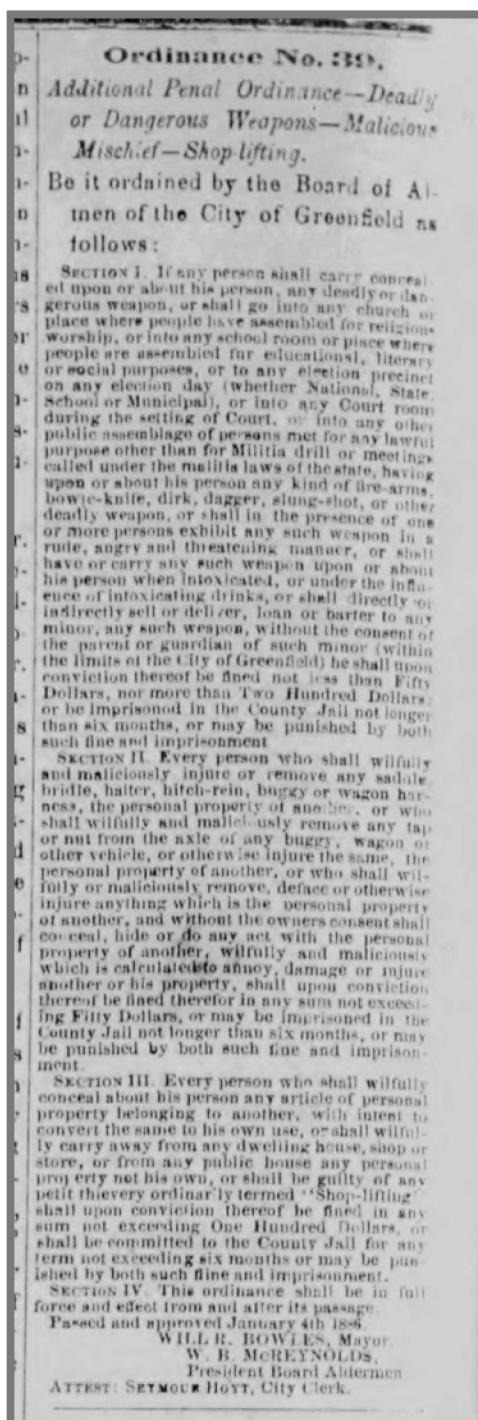 Ordinance No. 39.
Additional Penal Ordinance—Deadly
or Dangerous Weapons—Malicious
Mischief—Shop-lifting.
Be it ordained by the Board of Al-
men of the City of Greenfield as
follows:
SECTION I. If any person shall carry conceal-
ed upon or about his person, any deadly or dan-
gerous weapon, or shall go into any church or
place where people have assembled for religious
worship, or into any school room or place where
people are assembled fur educational, literary
or social purposes, or to any election precinct
on any election day (whether National, State,
School or Municipal), or into any Court room
during the setting of Court, or into any other
public assemblage of persons met for any lawful
purpose other than for Militia drill or meetings
called under the malitia laws of the state, having
upon or about his person any kind of fire-arms,
bowie-knife, dirk, dagger, slung-shot, or other
deadly weapon, or shall in the presence of one
or more persons exhibit any such weapon in a
rude, angry and threatening manner, or shall
have or carry any such weapon upon or about
his person when intoxicated, or under the influ-
ence of intoxicating drinks, or shall directly or
indirectly sell or deliver, loan or barter to any
minor, any such weapon, without the consent of
the parent or guardian of such minor (within
the limits of the City of Greenfield) he shall upon
conviction thereof be fined not less than Fifty
Dollars, nor more than Two Hundred Dollars;
or be imprisonod in the County Jail not longer
than six months, or may be punished by both
such fine and imprisonment
SECTION II. Every person who shall wilfully
and maliciously injure or remove any saddle,
bridle, halter, hitch-rein, buggy or wagon har-
ness, the personal property of another, or who
shall wilfully and maliciously remove any tap
or nut from the axle of any buggy, wagon or
other vehicle, or otherwise injure the same, the
personal property of another, or who shall wil-
fully or maliciously remove, deface or otherwise
injure anything which is the personal property
of another, and without the owners consent shall
conceal, hide or do any act with the personal
property of another, wilfully and maliciously
which is calculated to annoy, damage or injure
another or his property, shall upon conviction
thereof be fined therefor in any sum not exceed-
ing Fifty Dollars, or may be imprisoned in the
County Jail not longer than six months, or may
be punished by both such fine and imprison-
ment.
SECTION III. Every person who shall wilfully
conceal about his person any article of personal
property belonging to another, with intent to
convert the same to his own use, or shall wilful-
ly carry away from any dwelling house, shop or
store, or from any public house any personal
property not his own, or shall be guilty of any
petit thievery ordinar'ly termed "Shop-lifting"
shall upon conviction thereof be fined in any
sum not exceeding One Hundred Dollars, or
shall be committed to the County Jail for any
term not exceeding six months or may be pun-
ished by both such fline and imprisonment.
SECTION IV. This ordinance shall be in full
force and effect from and after its passage.
Passed and approved January 4th 1886.
WILL R. BOWLES, Mayor.
W. B. McREYNOLDS,
President Board Aldermen
ATTEST: SEYMOUR HOYT, City Clerk.